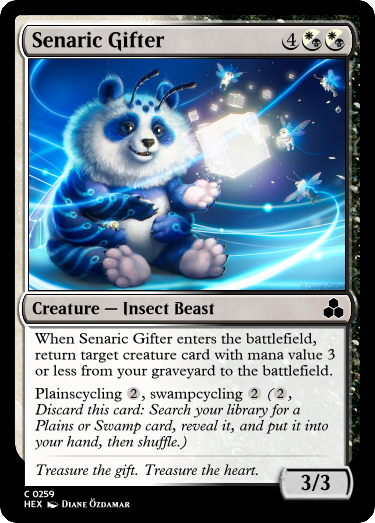 Senaric Gifter 4
Creature — Insect Beast
When Senaric Gifter enters the battlefield,
return target creature card with mana value 3
or less from your graveyard to the battlefield.
Plainscycling 2, swampcycling 2 (2,
Discard this card: Search your library for a
Plains or Swamp card, reveal it, and put it into
your hand, then shuffle.)
Treasure the gift. Treasure the heart.
3/3
C 0259
HEX DIANE ÖZDAMAR